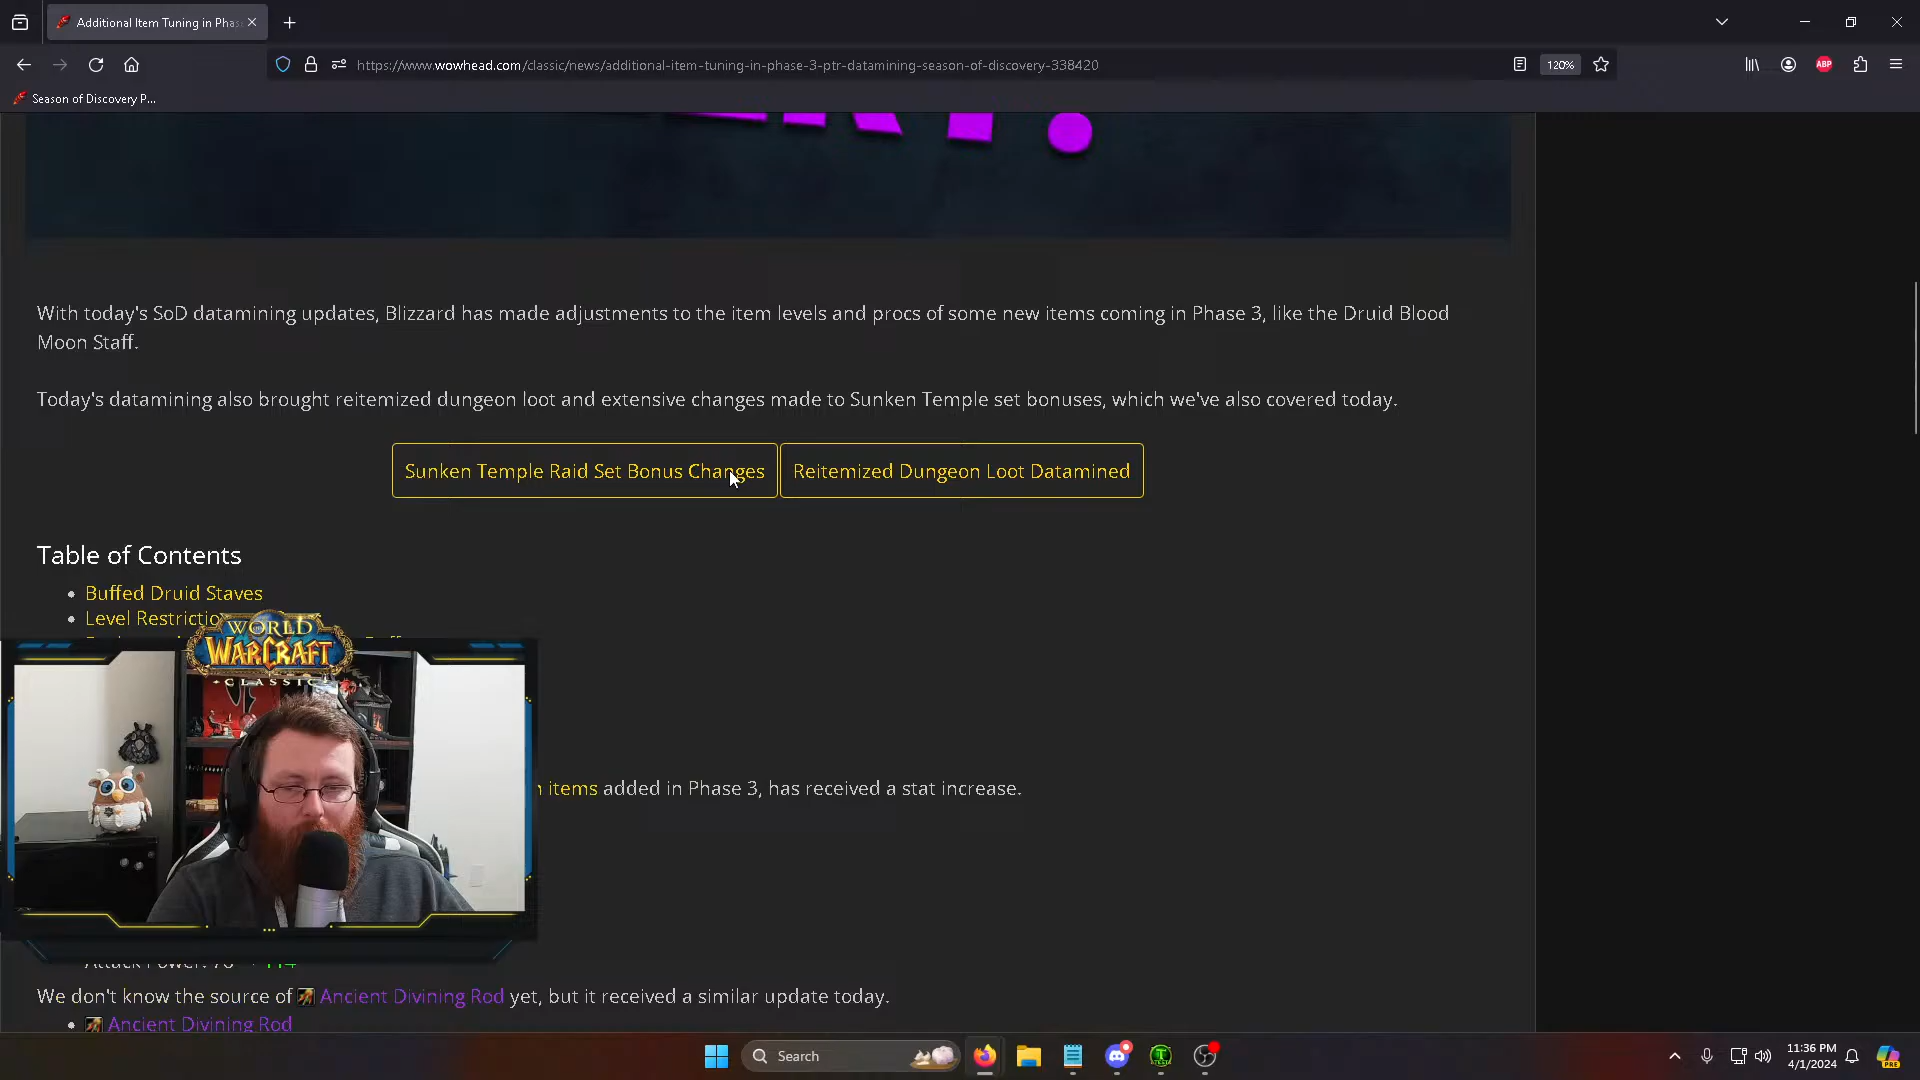 Additional Item Tuning in Phas
https://www.wowhead.com/classic/news/additional-item-tuning-in-phase-3-ptr-datamining-season-of-discovery-338420
120%
ABP
Season of Discovery P...
With today's SoD datamining updates, Blizzard has made adjustments to the item levels and procs of some new items coming in Phase 3, like the Druid Blood
Moon Staff.
Today's datamining also brought reitemized dungeon loot and extensive changes made to Sunken Temple set bonuses, which we've also covered today.
Sunken Temple Raid Set Bonus Changes
Reitemized Dungeon Loot Datamined
Table of Contents
Buffed Druid Staves
Level Restrictio
WORLD
WARCRAFT
CLASSIC
items added in Phase 3, has received a stat increase.
Attack Power:
We don't know the source of Ancient Divining Rod yet, but it received a similar update today.
Ancient Divining Rod
Search
11:36 PM
4/1/2024
PRE